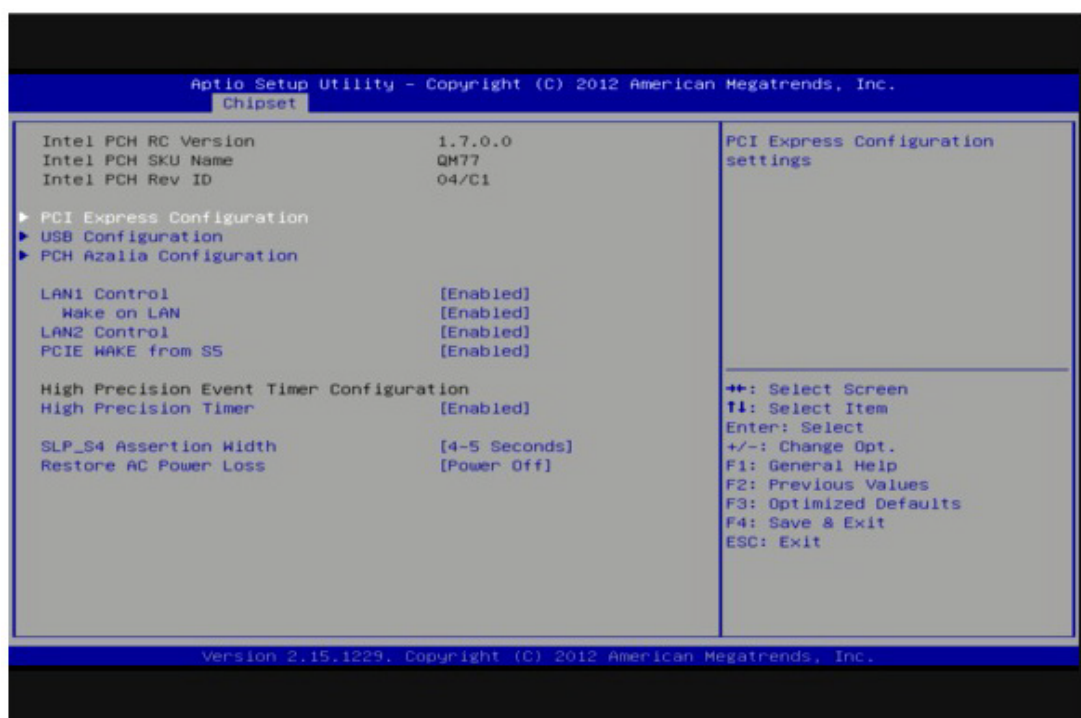 Aptio Setup Utility – Copyright (C) 2012 American Megatrends, Inc.
Chipset
Intel PCH RC Version 1.7.0.0
Intel PCH SKU Name QM77
Intel PCH Rev ID 04/C1
► PCI Express Configuration
► USB Configuration
► PCH Azalia Configuration
LAN1 Control [Enabled]
Wake on LAN [Enabled]
LAN2 Control [Enabled]
PCIE WAKE from S5 [Enabled]
High Precision Event Timer Configuration
High Precision Timer [Enabled]
SLP_S4 Assertion Width [4-5 Seconds]
Restore AC Power Loss [Power Off]
PCI Express Configuration
settings
→←: Select Screen
↑↓: Select Item
Enter: Select
+/-: Change Opt.
F1: General Help
F2: Previous Values
F3: Optimized Defaults
F4: Save & Exit
ESC: Exit
Version 2.15.1229. Copyright (C) 2012 American Megatrends, Inc.